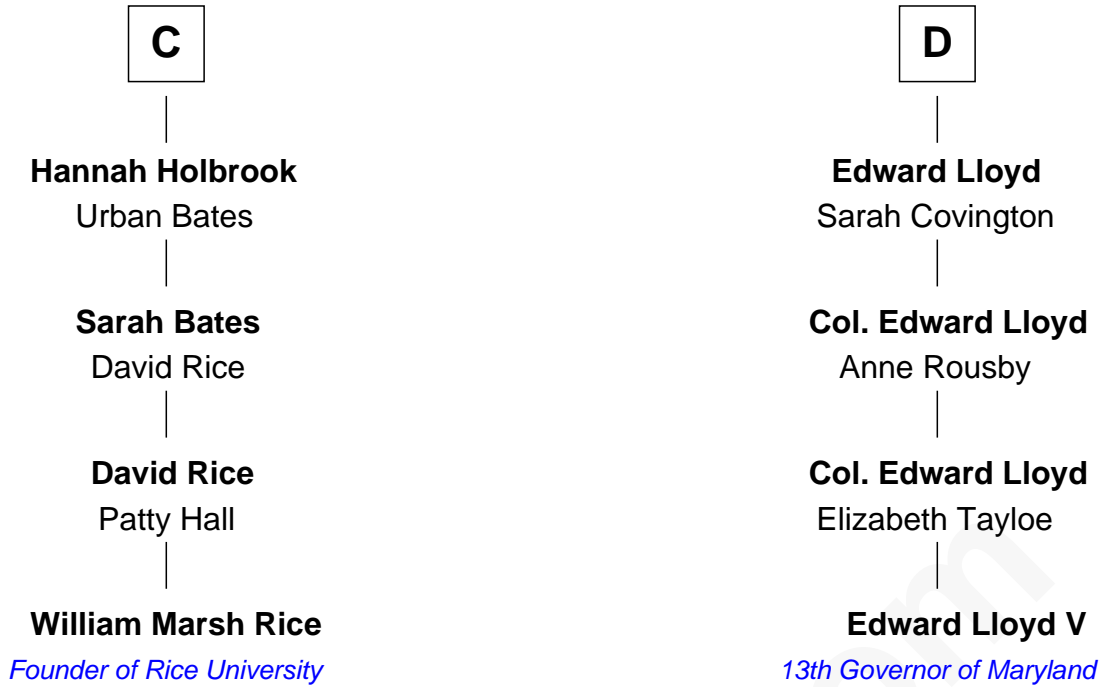 C
Hannah Holbrook
Urban Bates
Sarah Bates
David Rice
David Rice
Patty Hall
William Marsh Rice
Founder of Rice University
D
Edward Lloyd
Sarah Covington
Col. Edward Lloyd
Anne Rousby
Col. Edward Lloyd
Elizabeth Tayloe
Edward Lloyd V
13th Governor of Maryland